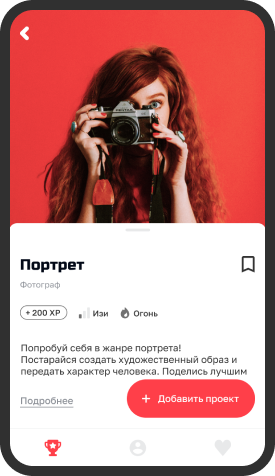 Портрет
Фотограф
+ 200 XP
Изи
Огонь
Попробуй себя в жанре портрета!
Постарайся создать художественный образ и
передать характер человека. Поделись лучшим
Подробнее
+ Добавить проект